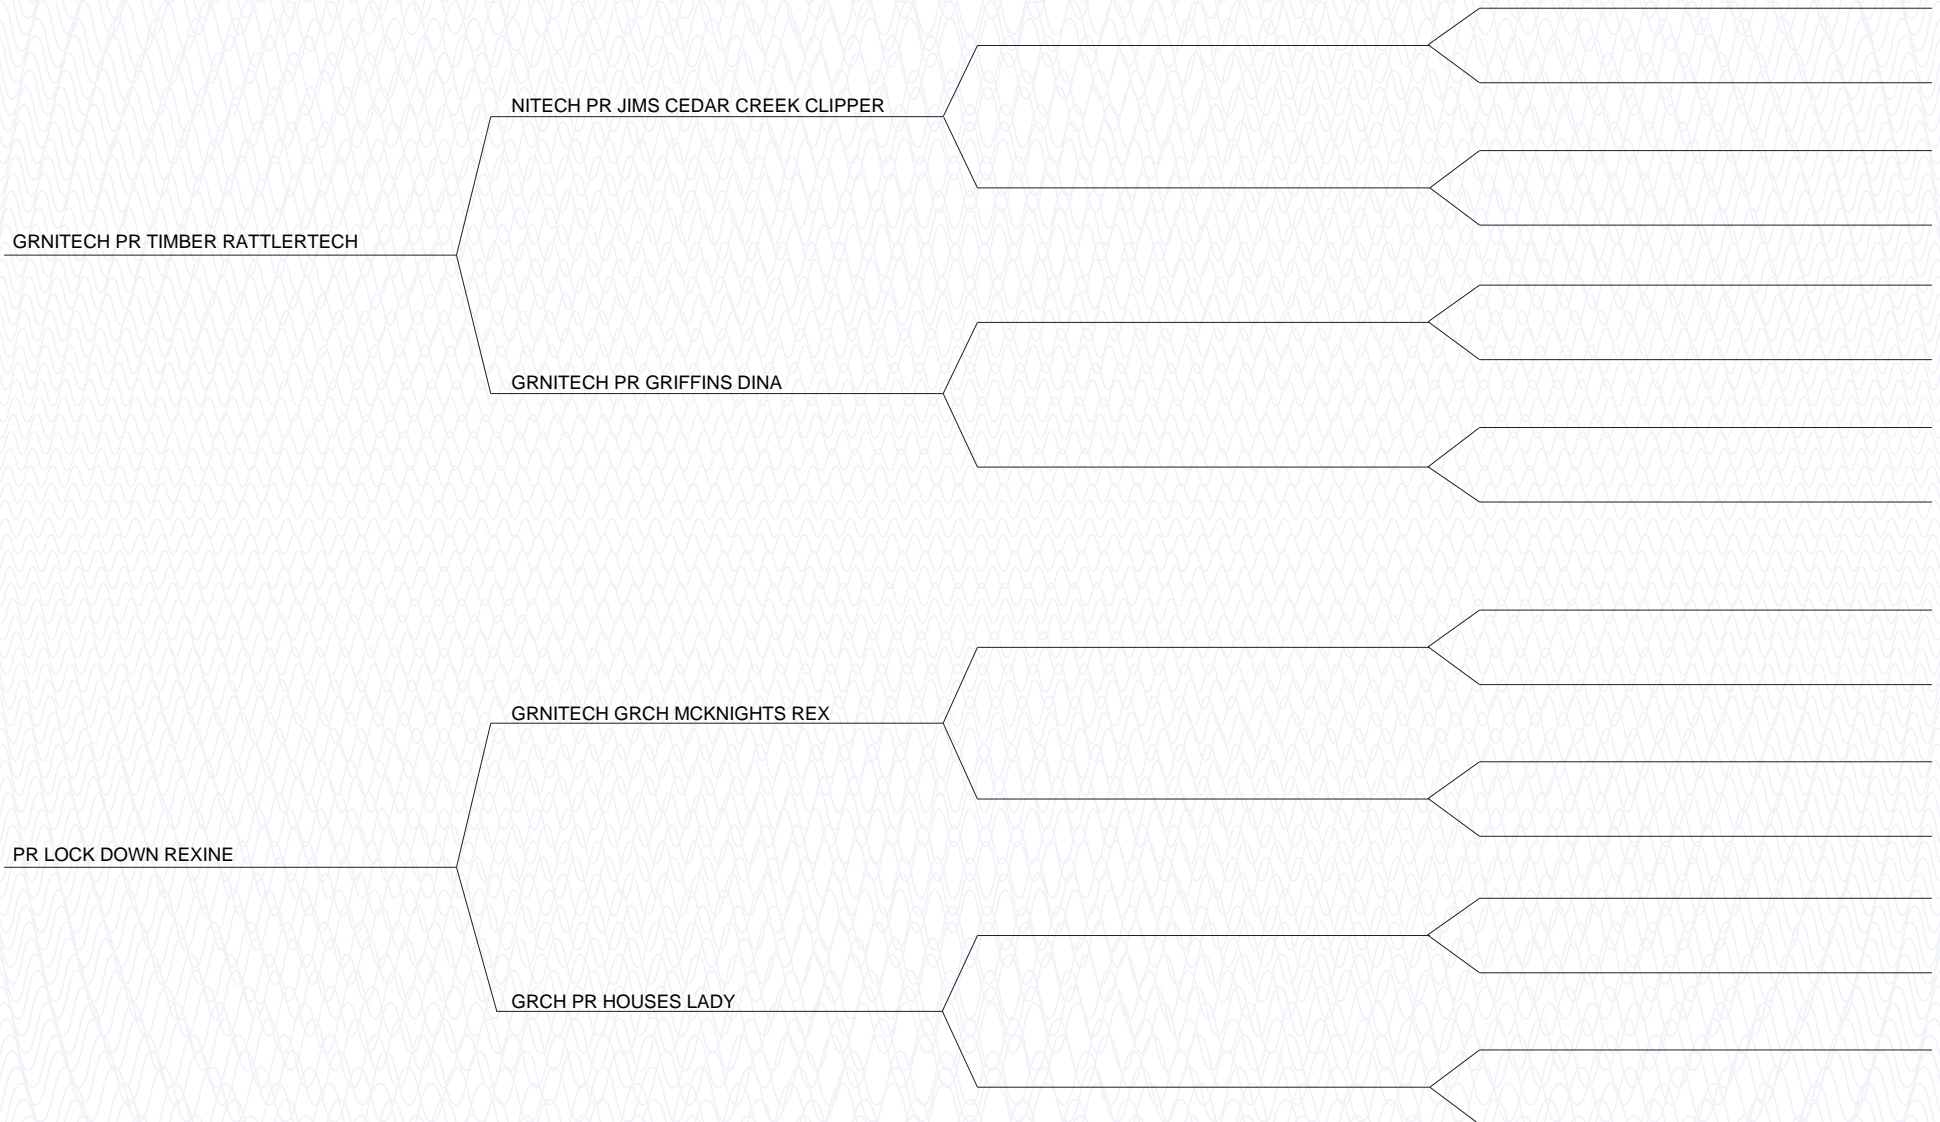 NITECH PR JIMS CEDAR CREEK CLIPPER
GRNITECH PR TIMBER RATTLERTECH
GRNITECH PR GRIFFINS DINA
GRNITECH GRCH MCKNIGHTS REX
PR LOCK DOWN REXINE
GRCH PR HOUSES LADY